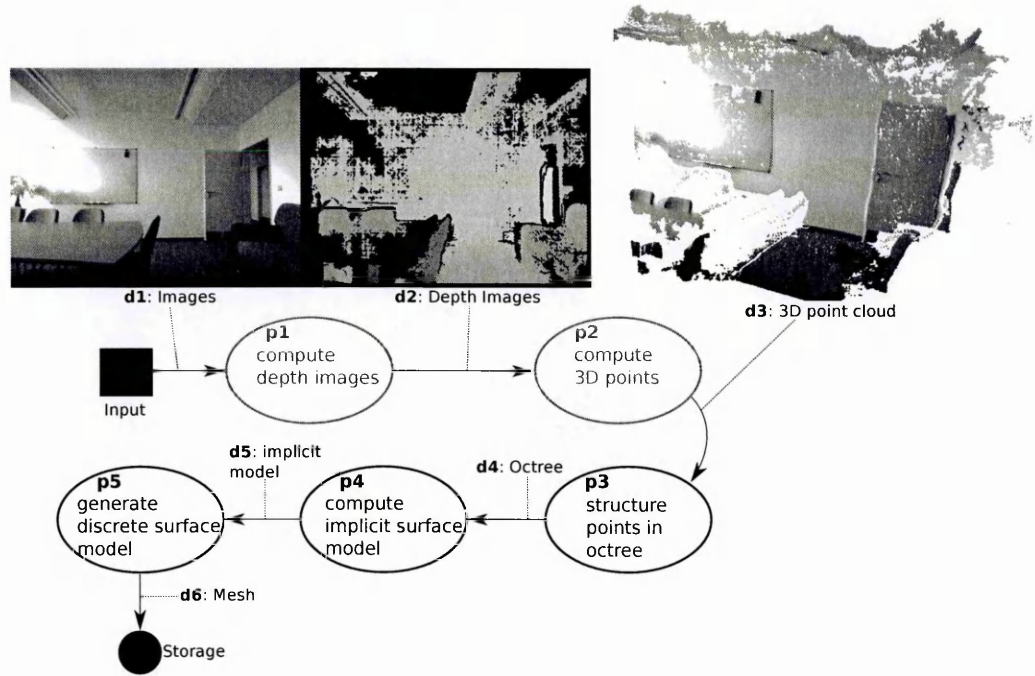 d1: Images
d2: Depth Images
d3: 3D point cloud
p1
compute
depth images
p2
compute
3D points
Input
d5: implicit
model
d4: Octree
p5
generate
discrete surface
model
p4
compute
implicit surface
model
p3
structure
points in
octree
d6: Mesh
Storage